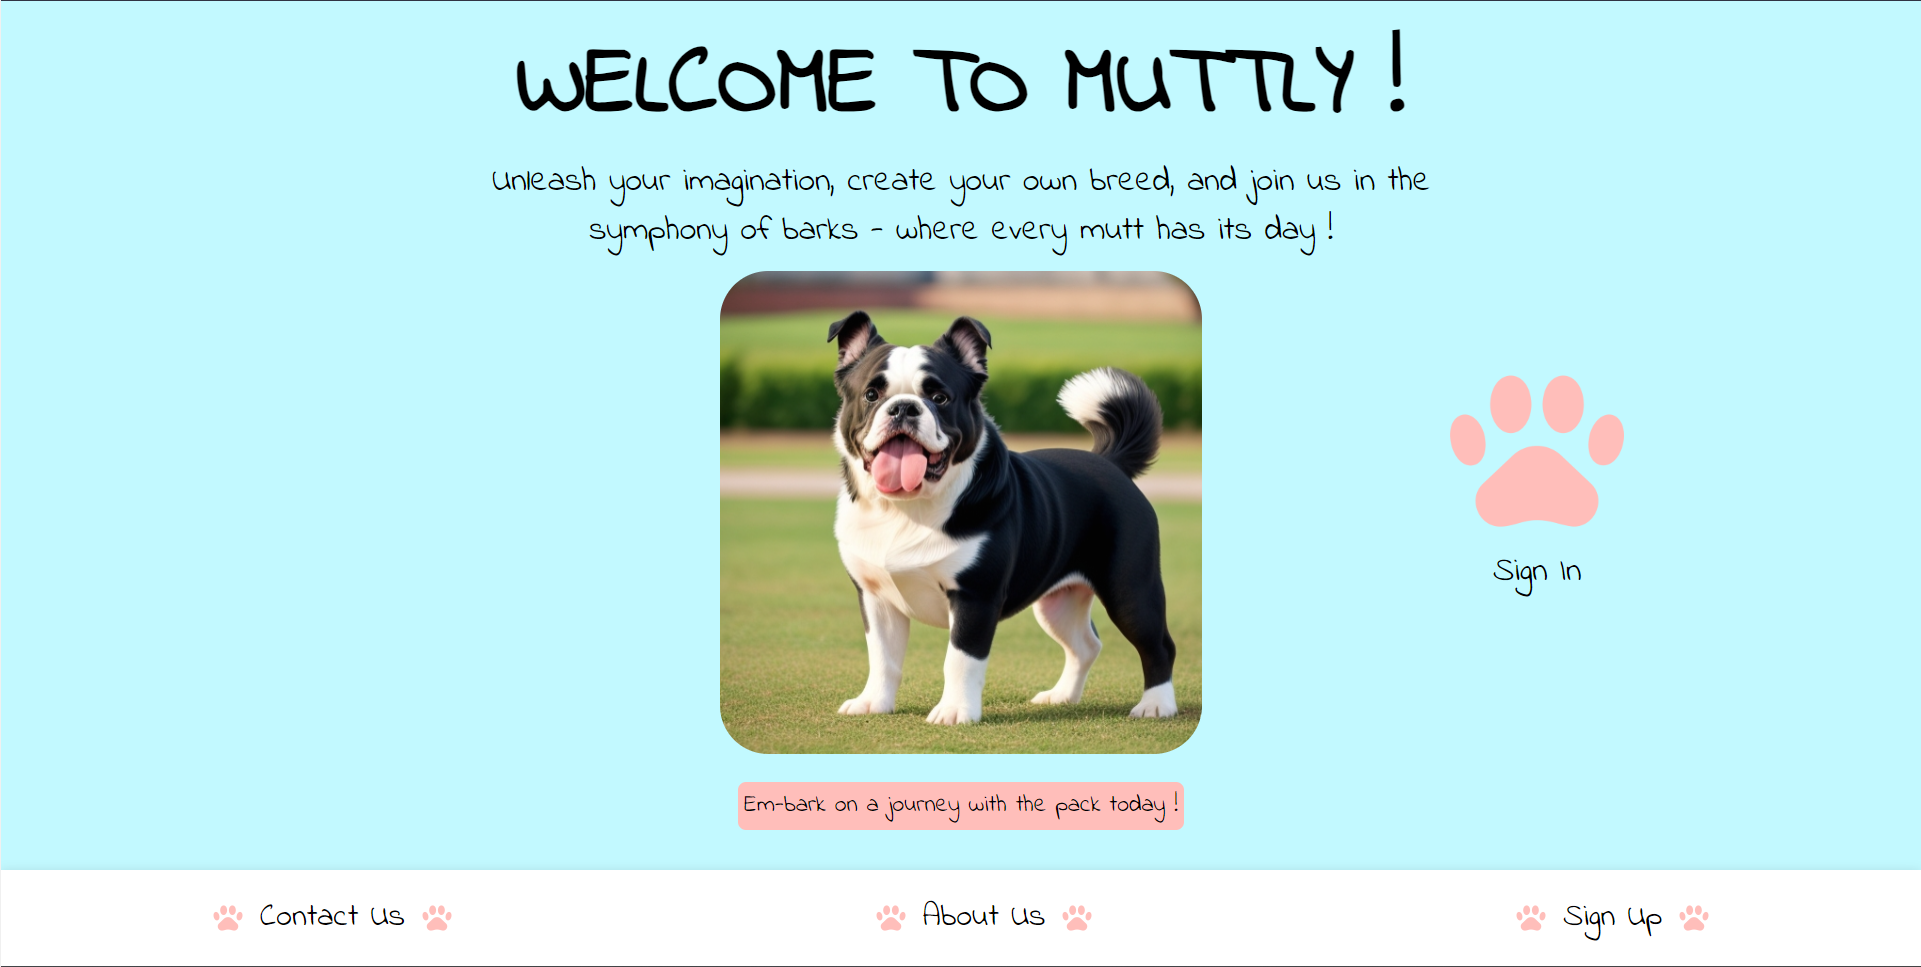 WELCOME TO MUTTLY !
Unleash your imagination, create your own breed, and join us in the
symphony of barks - where every mutt has its day !
Sign In
Em-bark on a journey with the pack today !
Contact Us
About Us
Sign Up